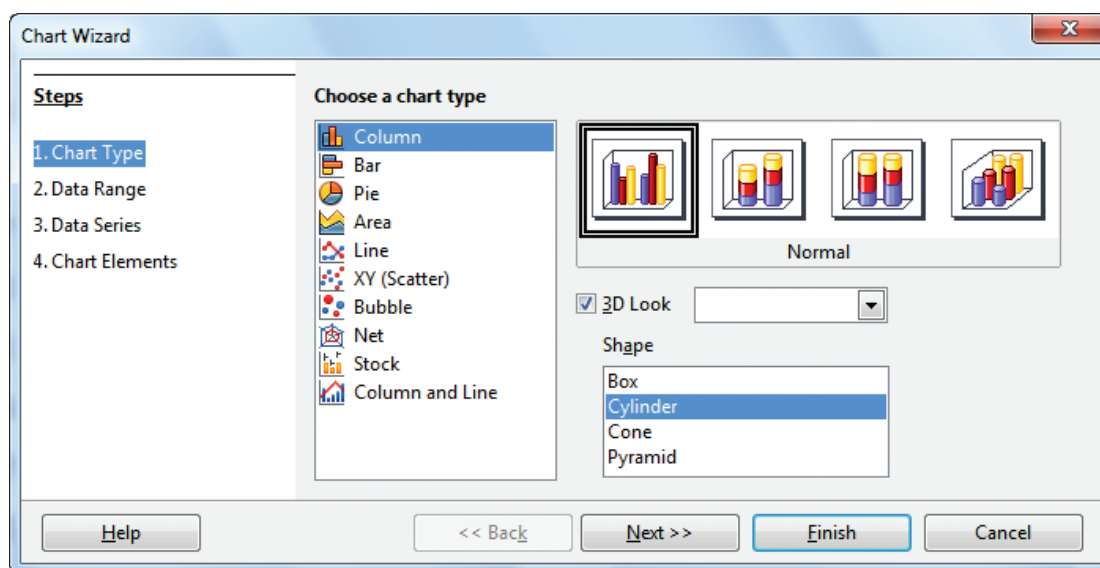 Chart Wizard
Steps
1. Chart Type
2. Data Range
3. Data Series
4. Chart Elements
Choose a chart type
Column
Bar
Pie
Area
Line
XY (Scatter)
Bubble
Net
Stock
Column and Line
Normal
3D Look
Shape
Box
Cylinder
Cone
Pyramid
Help
<< Back
Next >>
Finish
Cancel